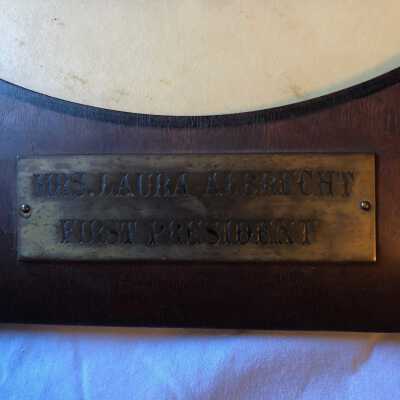 MRS. LAURA ALBRECHT
FIRST PRESIDENT